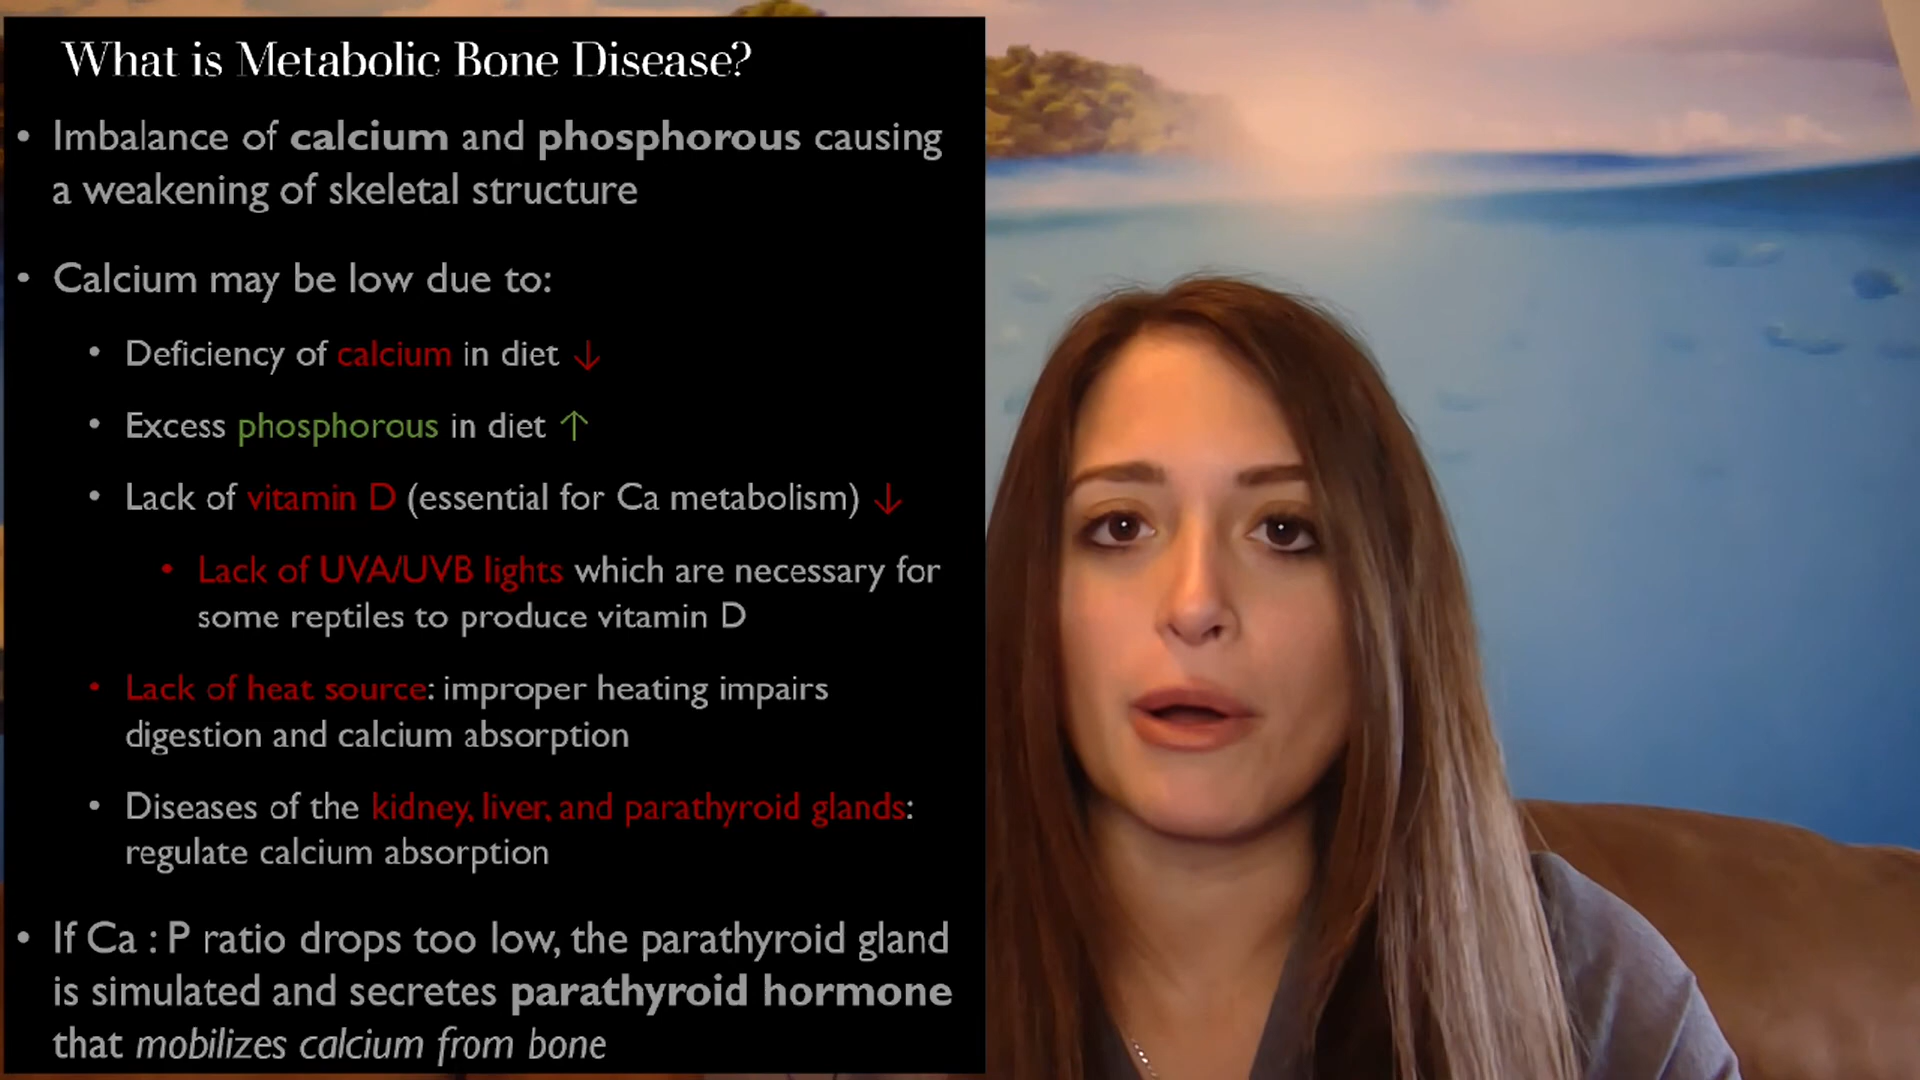 What is Metabolic Bone Disease?
• Imbalance of calcium and phosphorous causing
a weakening of skeletal structure
• Calcium may be low due to:
• Deficiency of calcium in diet ↓
• Excess phosphorous in diet ↑
• Lack of vitamin D (essential for Ca metabolism) ↓
• Lack of UVA/UVB lights which are necessary for
some reptiles to produce vitamin D
• Lack of heat source: improper heating impairs
digestion and calcium absorption
• Diseases of the kidney, liver, and parathyroid glands:
regulate calcium absorption
• If Ca : P ratio drops too low, the parathyroid gland
is simulated and secretes parathyroid hormone
that mobilizes calcium from bone